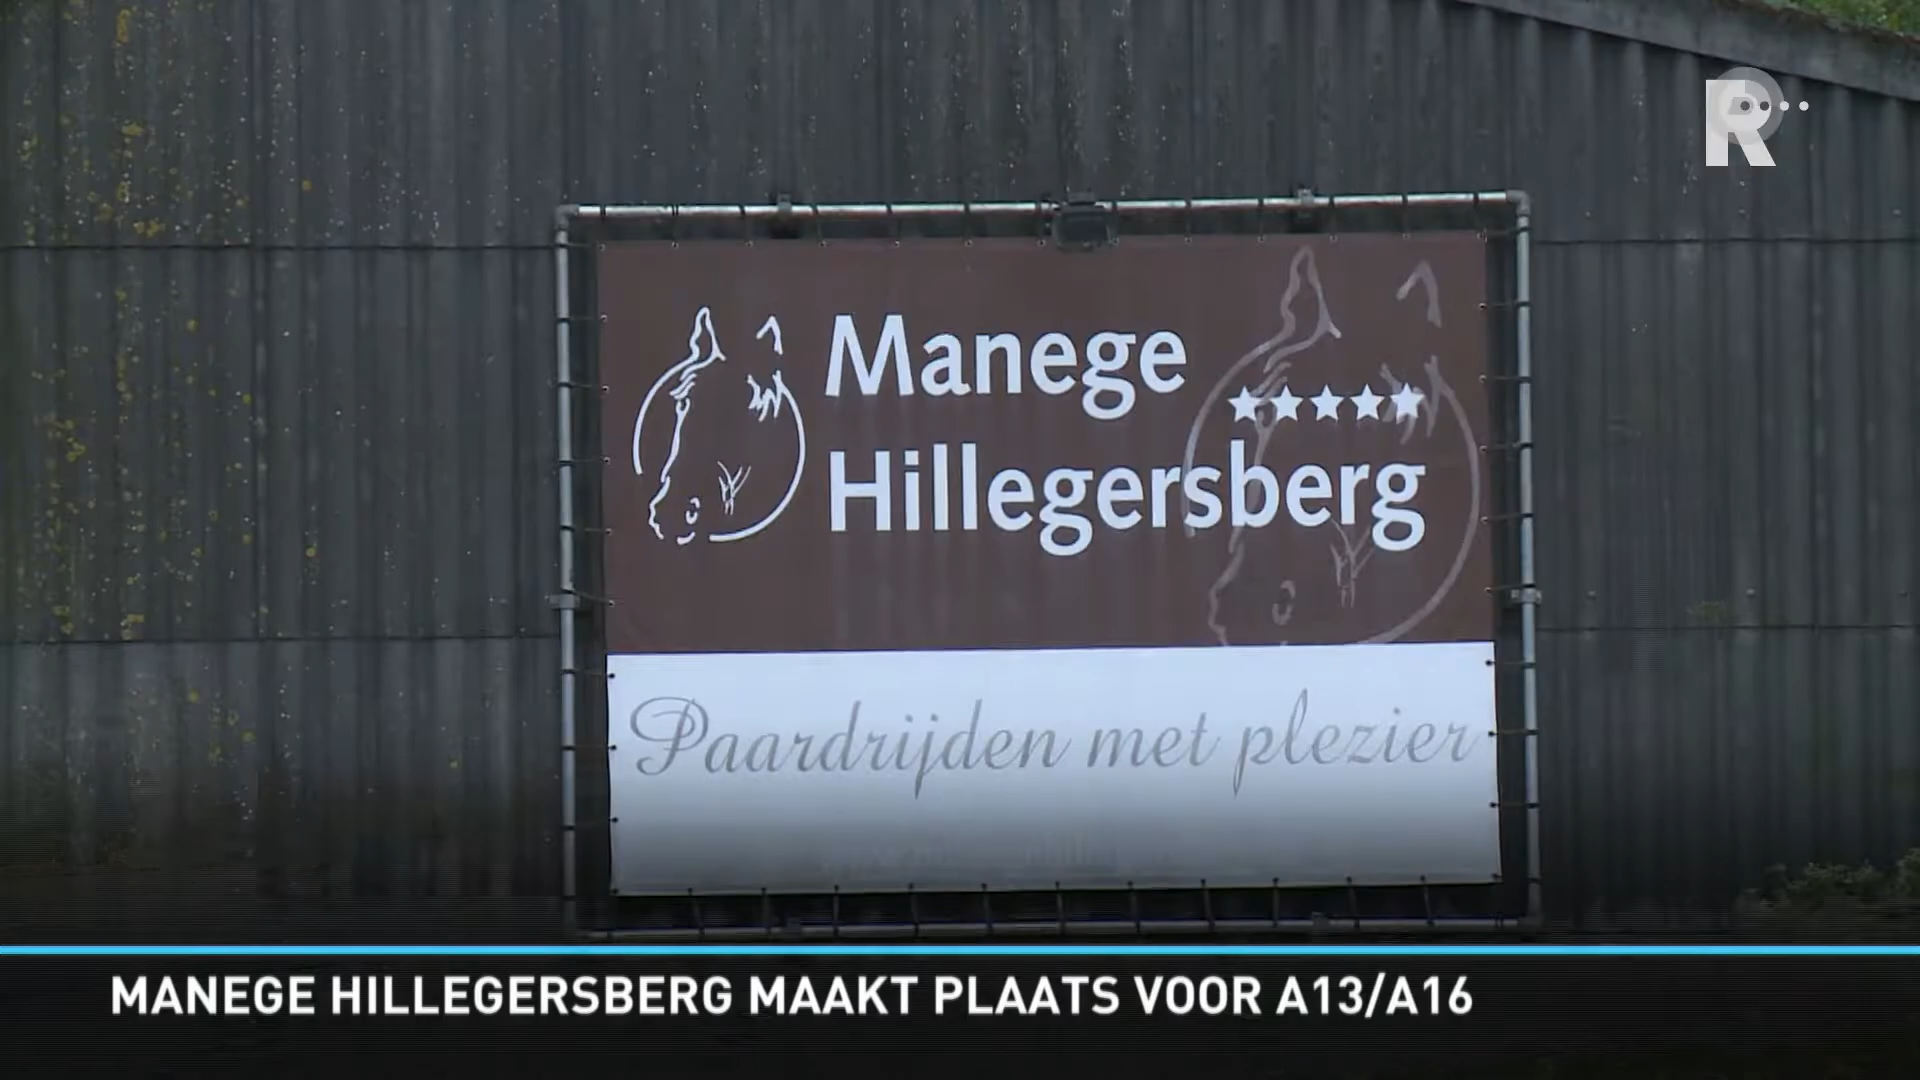 R
Manege
Hillegersberg
Paardrijden met plezier
MANEGE HILLEGERSBERG MAAKT PLAATS VOOR A13/A16